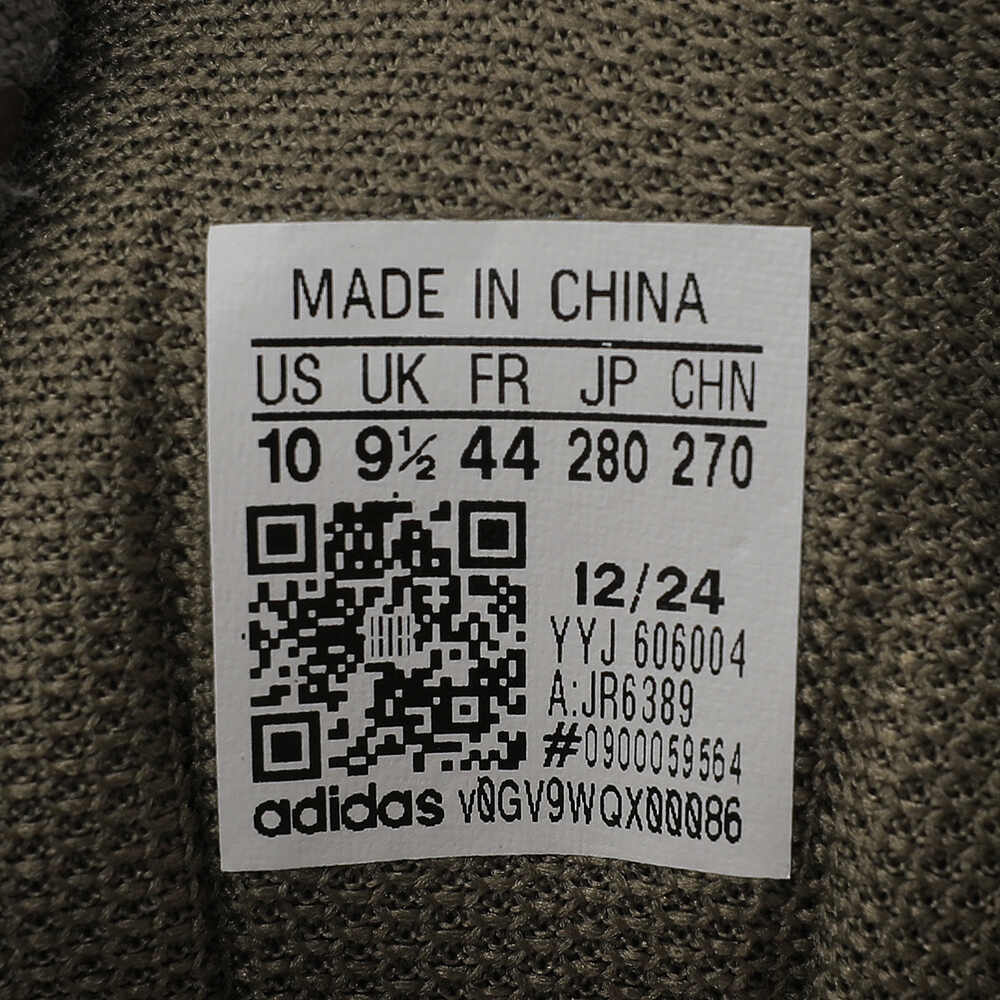 MADE IN CHINA
US UK FR JP CHN
10 9½ 44 280 270
12/24
YYJ 606004
A:JR6389
#0900059564
adidas v0GV9WQX00086